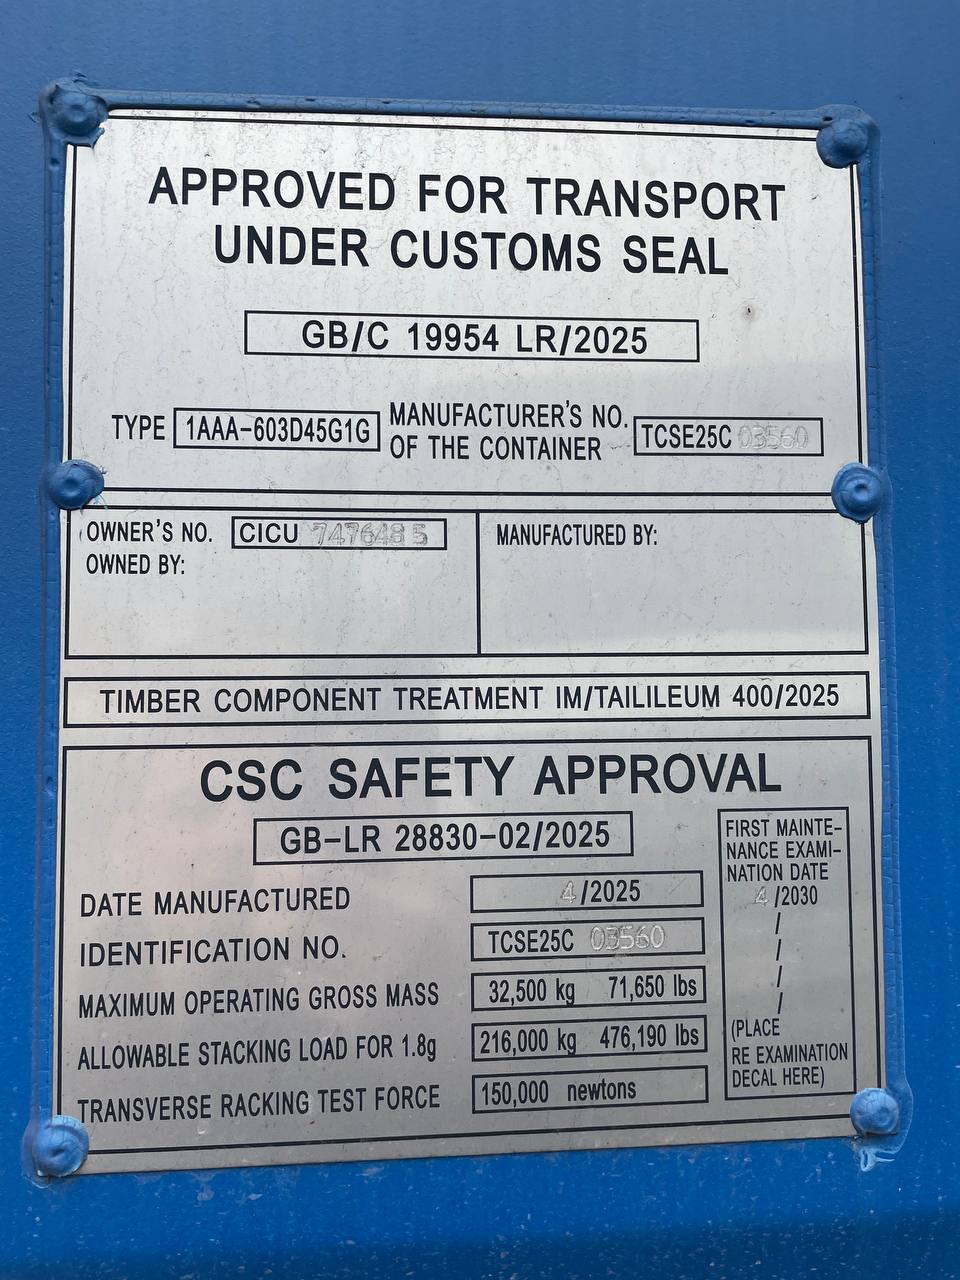 APPROVED FOR TRANSPORT
UNDER CUSTOMS SEAL
GB/C 19954 LR/2025
TYPE 1AAA-603D45G1G MANUFACTURER'S NO. OF THE CONTAINER TCSE25C 03560
OWNER'S NO. CICU 747648 5
OWNED BY:
MANUFACTURED BY:
TIMBER COMPONENT TREATMENT IM/TAILILEUM 400/2025
CSC SAFETY APPROVAL
GB-LR 28830-02/2025
DATE MANUFACTURED 4/2025
IDENTIFICATION NO. TCSE25C 03560
MAXIMUM OPERATING GROSS MASS 32,500 kg 71,650 lbs
ALLOWABLE STACKING LOAD FOR 1.8g 216,000 kg 476,190 lbs
TRANSVERSE RACKING TEST FORCE 150,000 newtons
FIRST MAINTE-
NANCE EXAMI-
NATION DATE
4/2030
/
/
/
/
(PLACE
RE EXAMINATION
DECAL HERE)